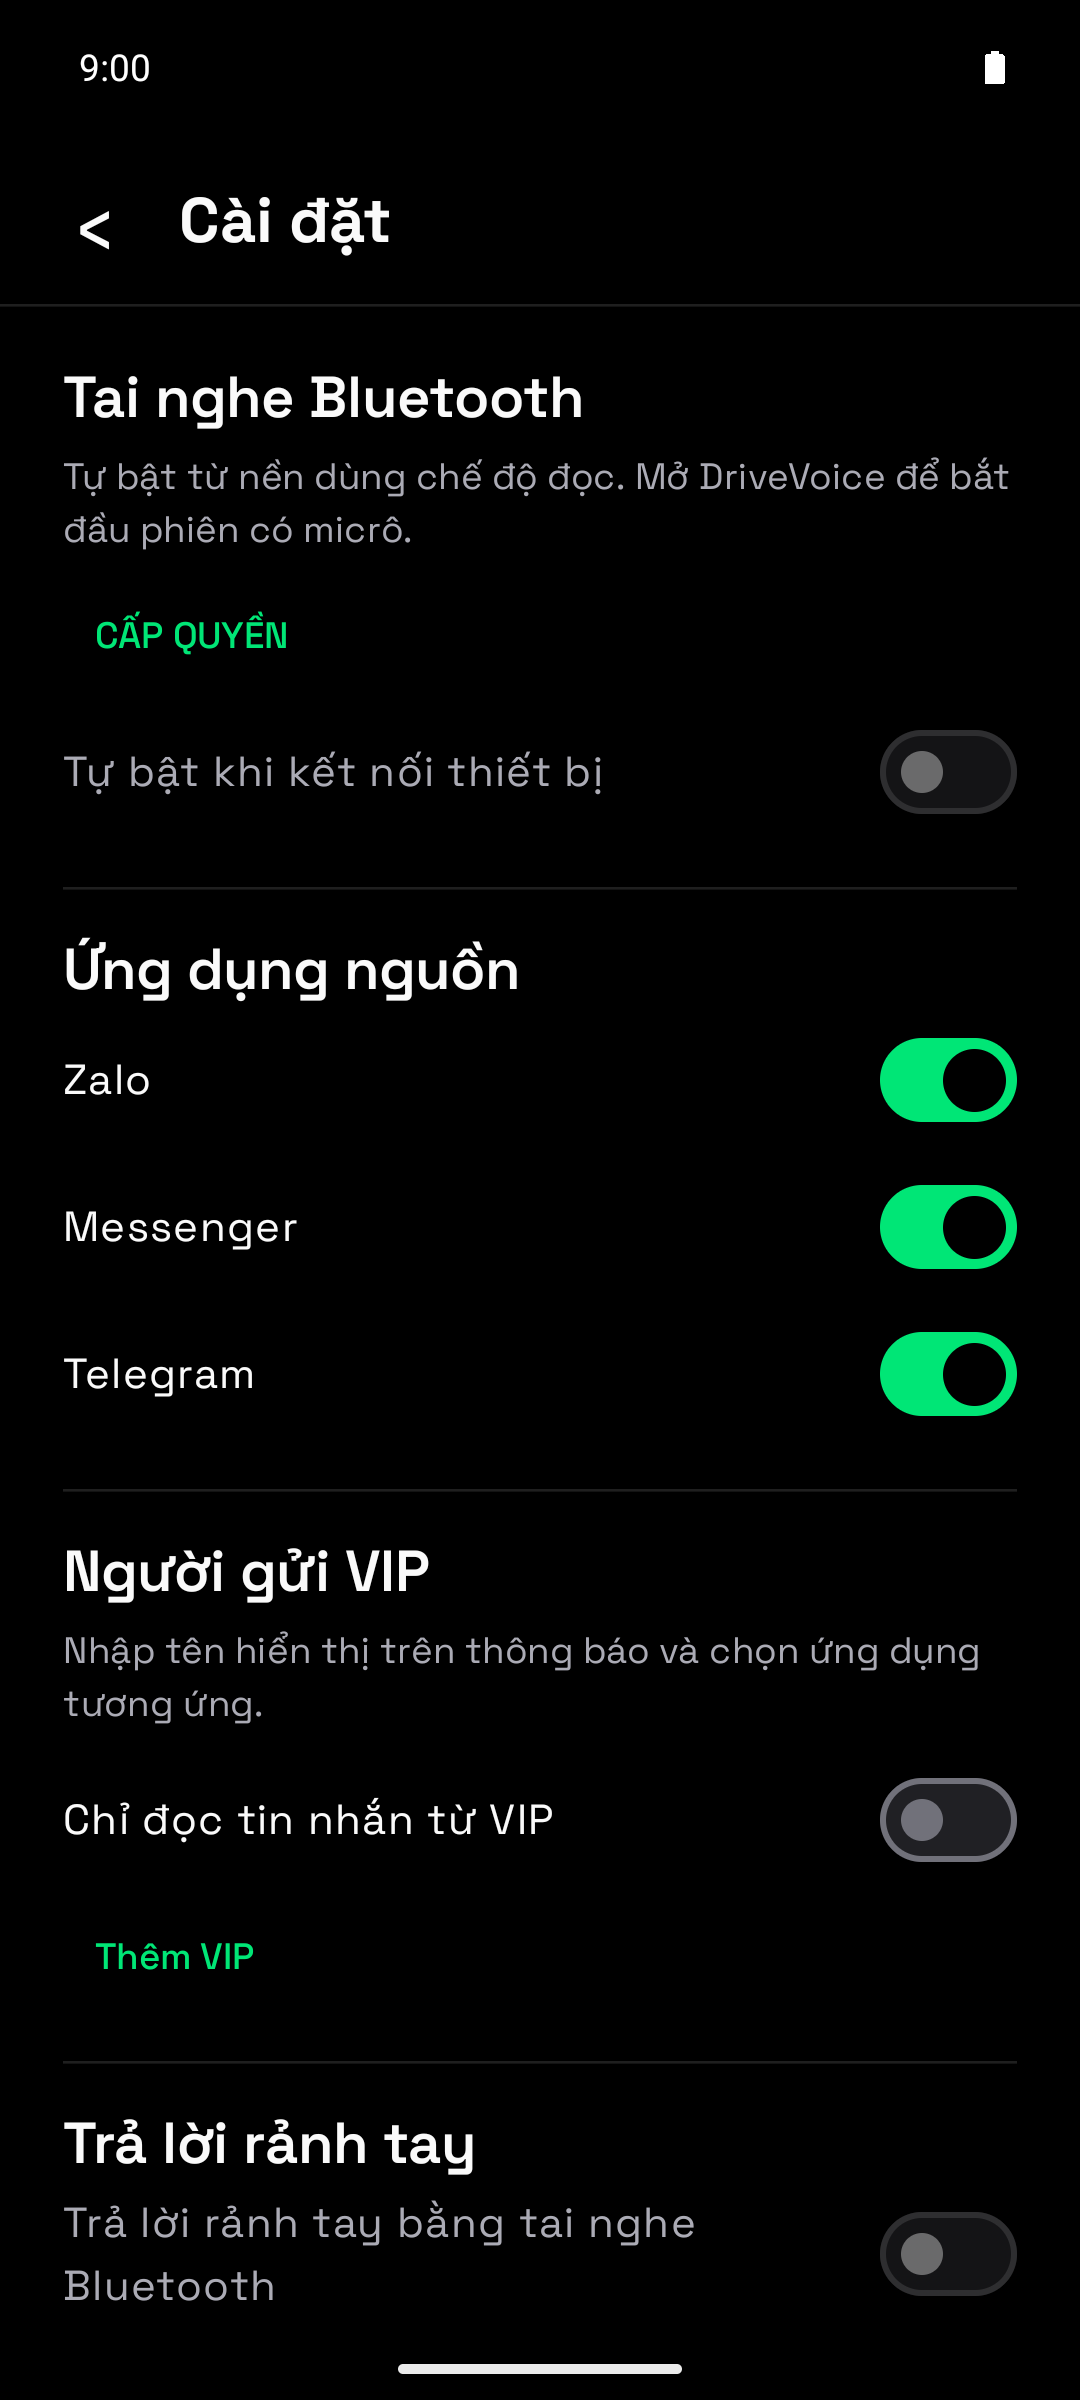 9:00
< Cài đặt
Tai nghe Bluetooth
Tự bật từ nền dùng chế độ đọc. Mở DriveVoice để bắt
đầu phiên có micrô.
CẤP QUYỀN
Tự bật khi kết nối thiết bị
Ứng dụng nguồn
Zalo
Messenger
Telegram
Người gửi VIP
Nhập tên hiển thị trên thông báo và chọn ứng dụng
tương ứng.
Chỉ đọc tin nhắn từ VIP
Thêm VIP
Trả lời rảnh tay
Trả lời rảnh tay bằng tai nghe
Bluetooth